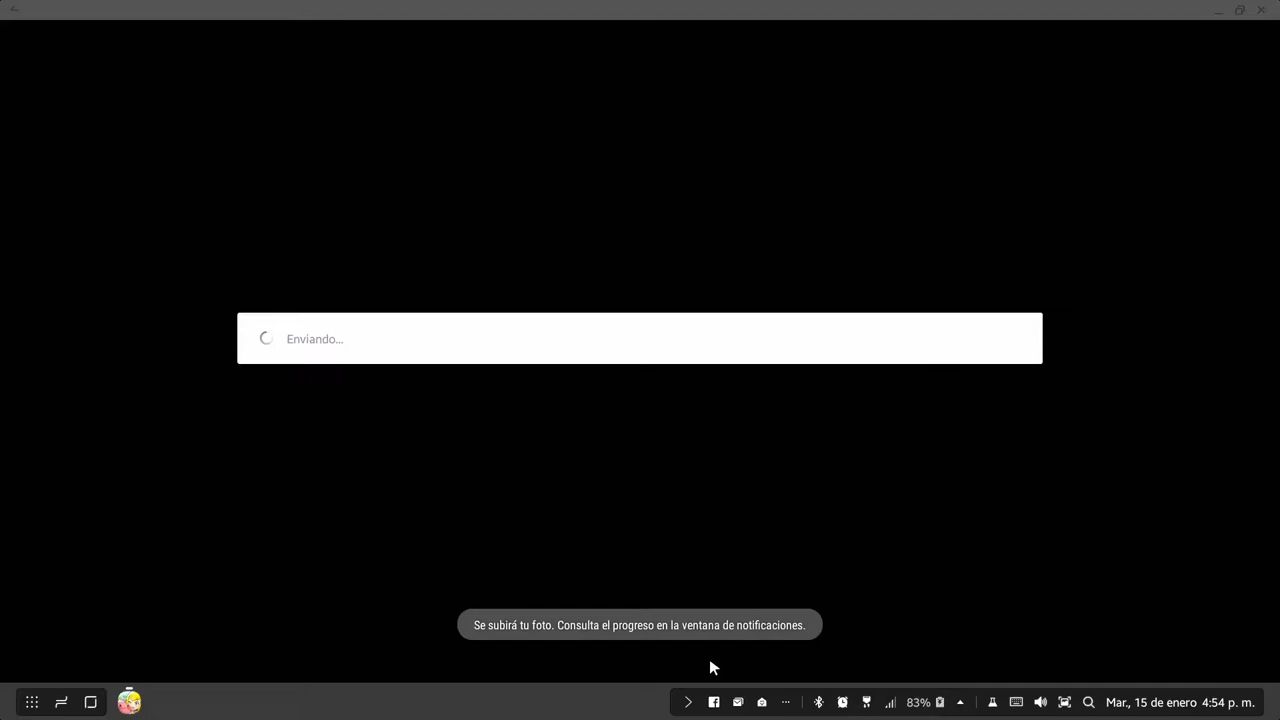 Enviando...
Se subirá tu foto. Consulta el progreso en la ventana de notificaciones.
83%
Mar., 15 de enero 4:54 p. m.